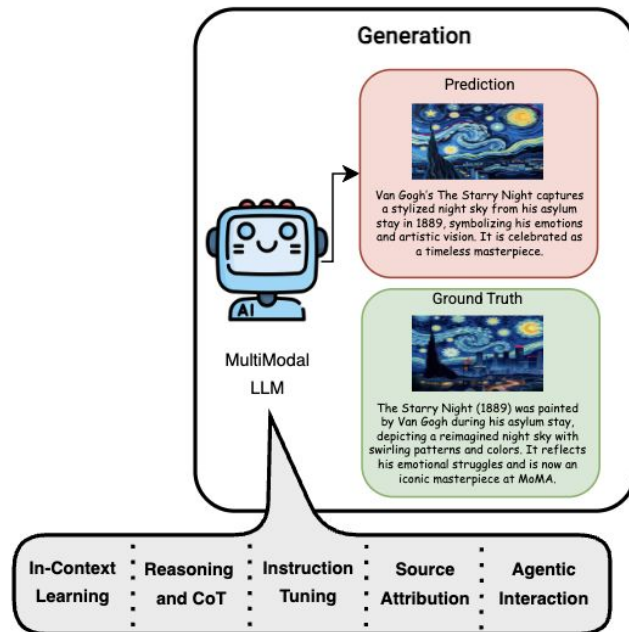 Generation
Prediction
Van Gogh's The Starry Night captures
a stylized night sky from his asylum
stay in 1889, symbolizing his emotions
and artistic vision. It is celebrated as
a timeless masterpiece.
AI
MultiModal
LLM
Ground Truth
The Starry Night (1889) was painted
by Van Gogh during his asylum stay,
depicting a reimagined night sky with
swirling patterns and colors. It reflects
his emotional struggles and is now an
iconic masterpiece at MoMA.
In-Context
Learning
Reasoning
and CoT
Instruction
Tuning
Source
Attribution
Agentic
Interaction